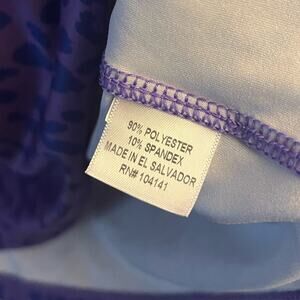 90% POLYESTER
10% SPANDEX
MADE IN EL SALVADOR
RN# 104141